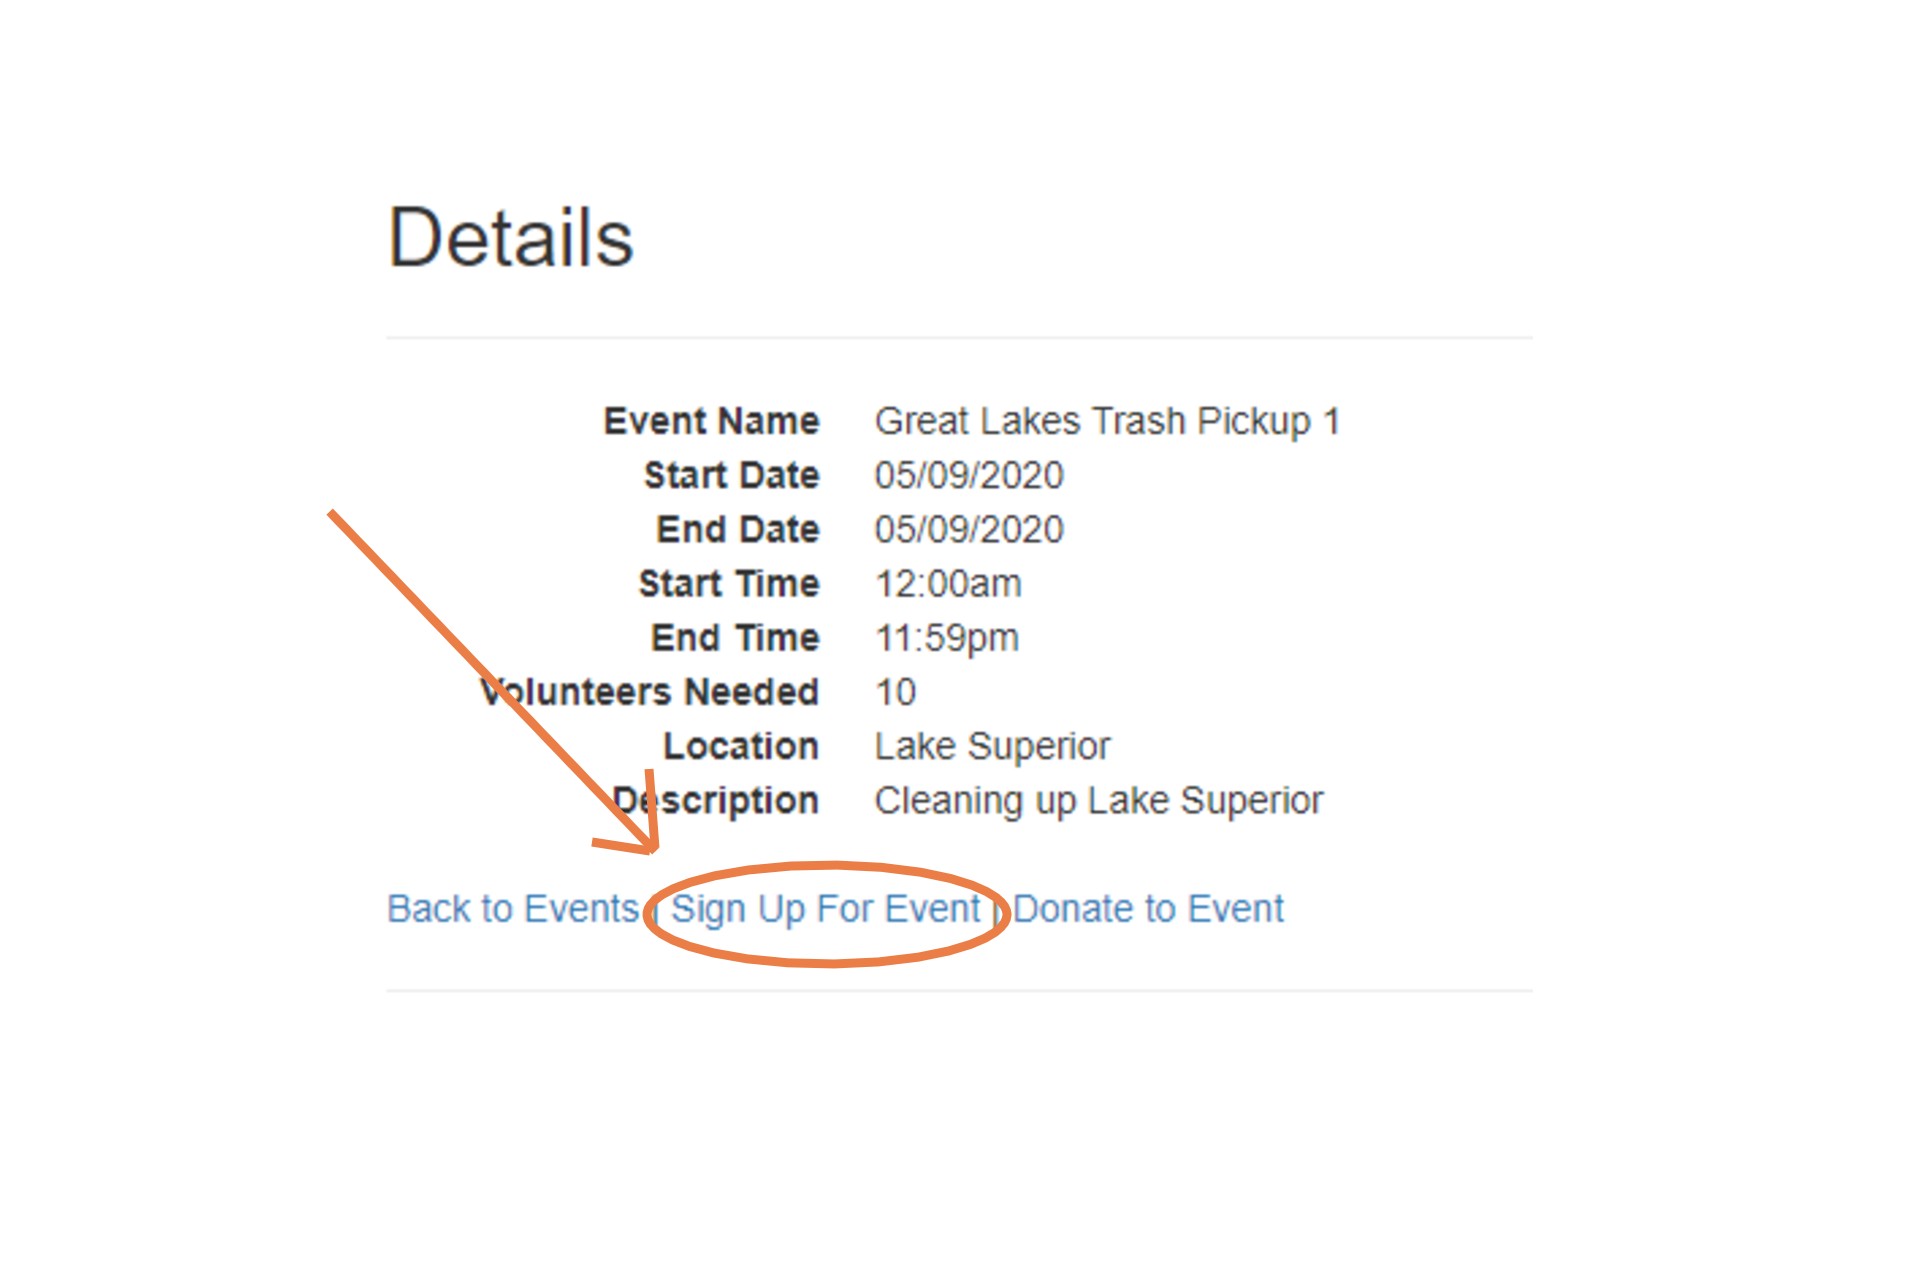 Details
Event Name Great Lakes Trash Pickup 1
Start Date 05/09/2020
End Date 05/09/2020
Start Time 12:00am
End Time 11:59pm
Volunteers Needed 10
Location Lake Superior
Description Cleaning up Lake Superior
Back to Events | Sign Up For Event | Donate to Event